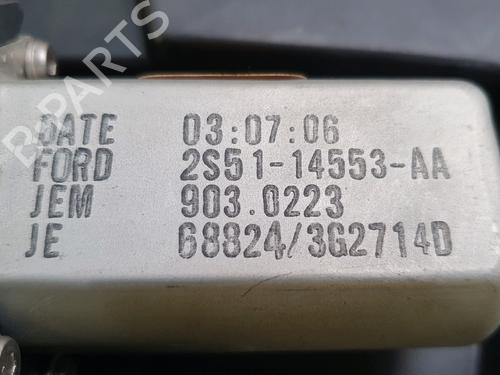 B-PARTS
DATE 03:07:06
FORD 2S51-14553-AA
JEM 903.0223
JE 68824/3G2714D